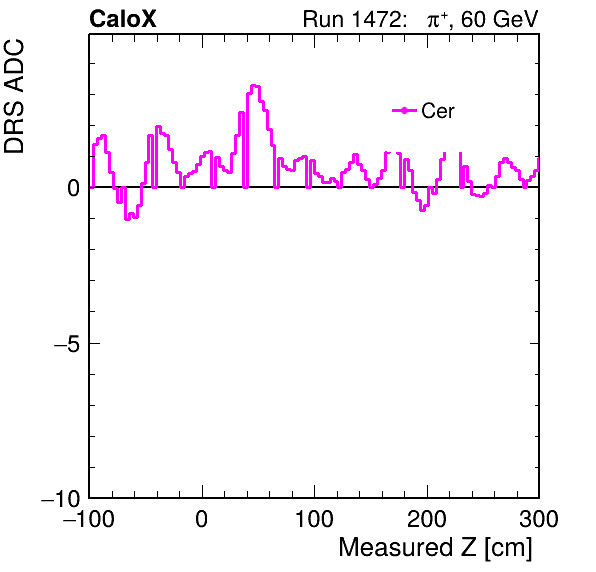 CaloX
Run 1472: π⁺, 60 GeV
DRS ADC
Cer
0
−5
−10
−100 0 100 200 300
Measured Z [cm]